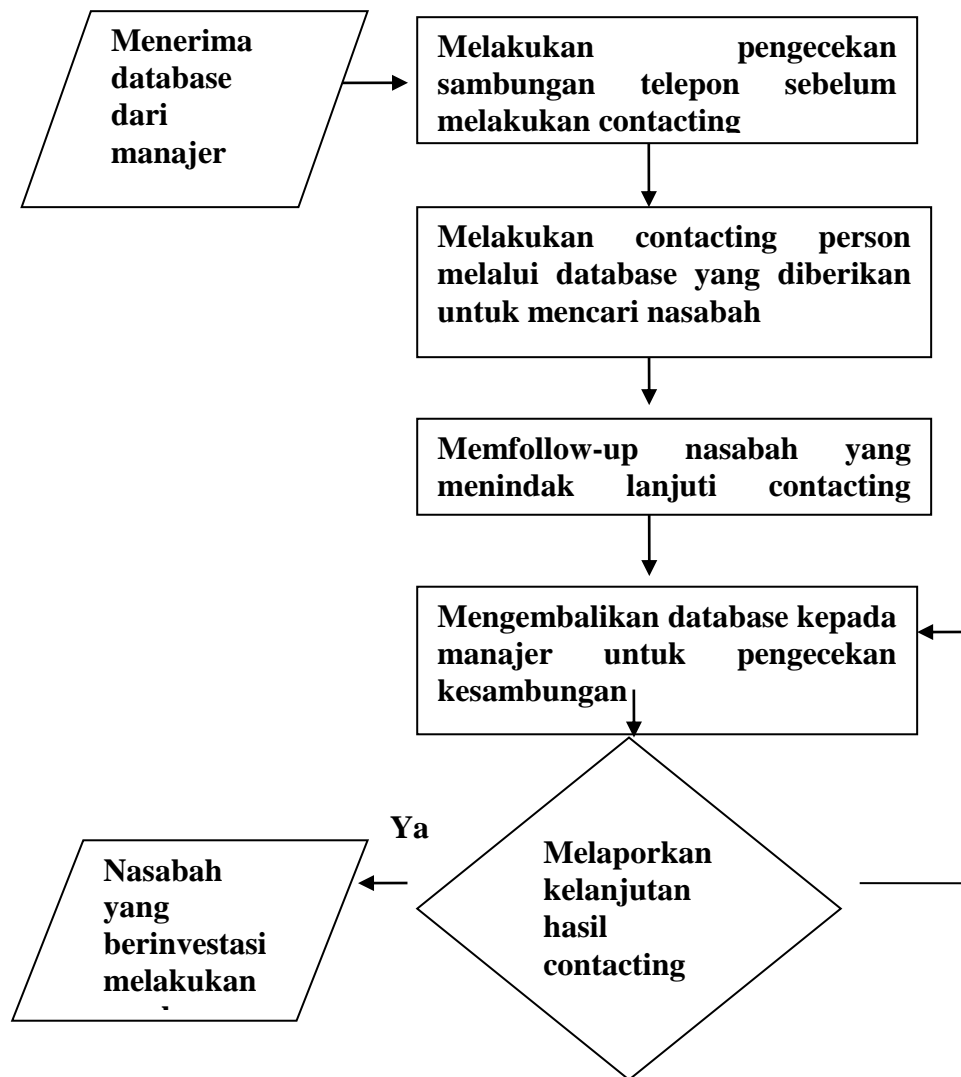 Menerima
database
dari
manajer
Melakukan pengecekan
sambungan telepon sebelum
melakukan contacting
Melakukan contacting person
melalui database yang diberikan
untuk mencari nasabah
Memfollow-up nasabah yang
menindak lanjuti contacting
Mengembalikan database kepada
manajer untuk pengecekan
kesambungan
Ya
Melaporkan
kelanjutan
hasil
contacting
Nasabah
yang
berinvestasi
melakukan